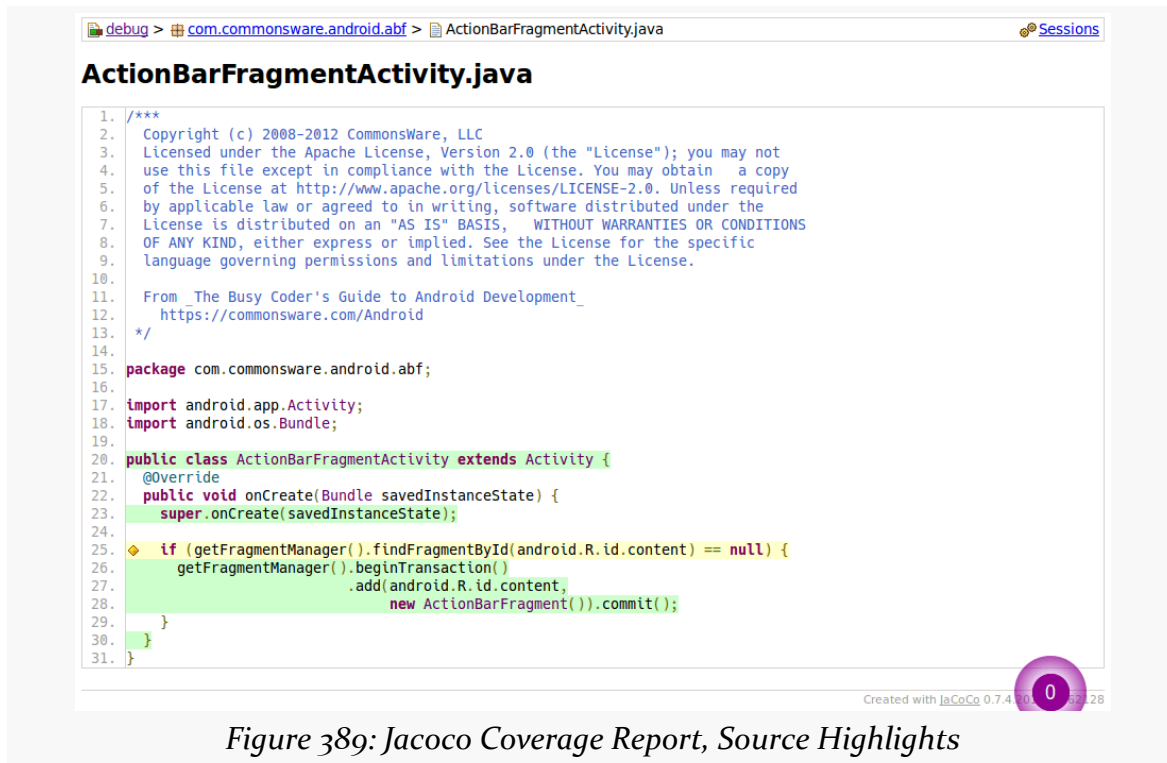 debug > com.commonsware.android.abf > ActionBarFragmentActivity.java Sessions
ActionBarFragmentActivity.java
1. /***
2.   Copyright (c) 2008-2012 CommonsWare, LLC
3.   Licensed under the Apache License, Version 2.0 (the "License"); you may not
4.   use this file except in compliance with the License. You may obtain   a copy
5.   of the License at http://www.apache.org/licenses/LICENSE-2.0. Unless required
6.   by applicable law or agreed to in writing, software distributed under the
7.   License is distributed on an "AS IS" BASIS,   WITHOUT WARRANTIES OR CONDITIONS
8.   OF ANY KIND, either express or implied. See the License for the specific
9.   language governing permissions and limitations under the License.
10.
11.   From _The Busy Coder's Guide to Android Development_
12.     https://commonsware.com/Android
13.  */
14.
15. package com.commonsware.android.abf;
16.
17. import android.app.Activity;
18. import android.os.Bundle;
19.
20. public class ActionBarFragmentActivity extends Activity {
21.   @Override
22.   public void onCreate(Bundle savedInstanceState) {
23.     super.onCreate(savedInstanceState);
24.
25.     if (getFragmentManager().findFragmentById(android.R.id.content) == null) {
26.       getFragmentManager().beginTransaction()
27.                           .add(android.R.id.content,
28.                                new ActionBarFragment()).commit();
29.     }
30.   }
31. }
0
Created with JaCoCo 0.7.4
Figure 389: Jacoco Coverage Report, Source Highlights